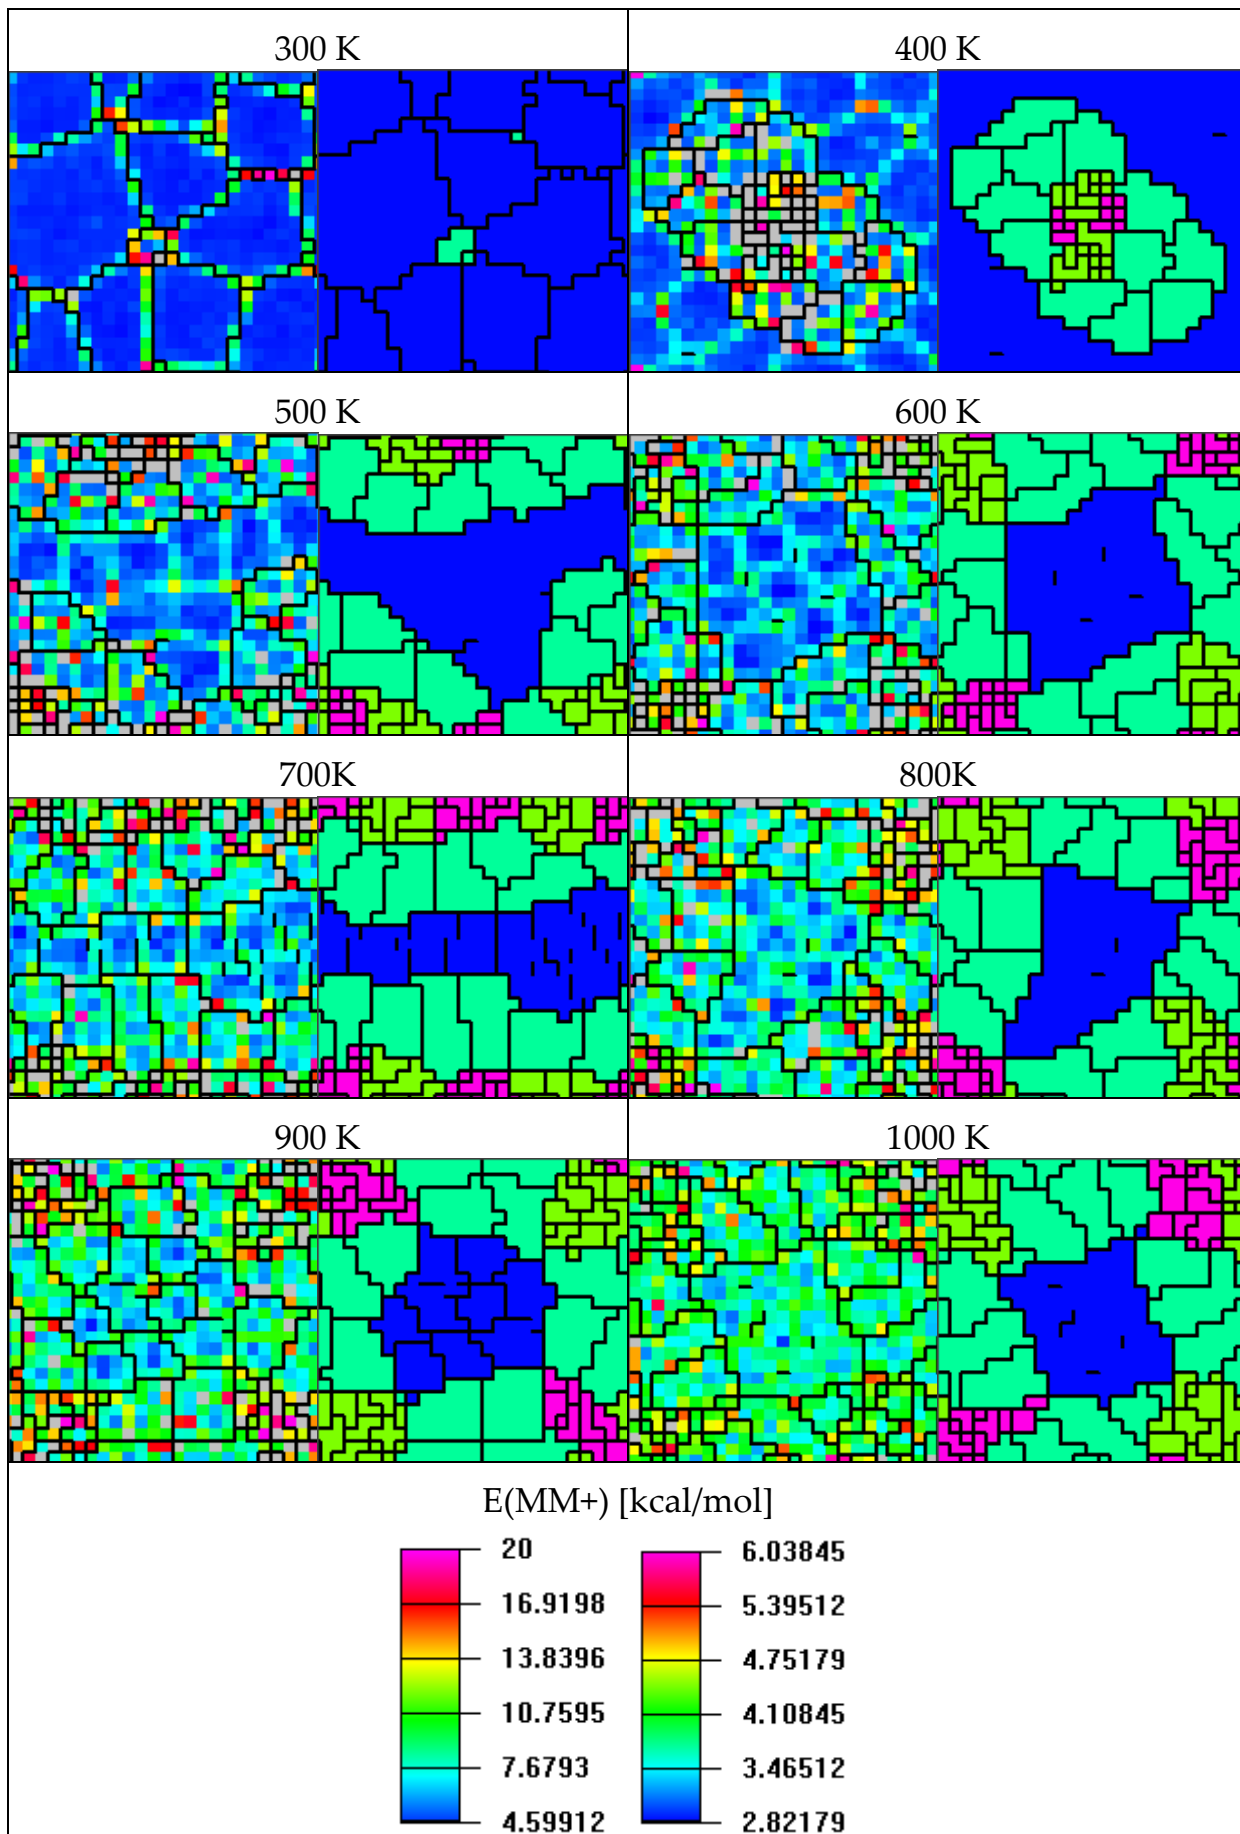 300 K
400 K
500 K
600 K
700K
800K
900 K
1000 K
E(MM+) [kcal/mol]
20
16.9198
13.8396
10.7595
7.6793
4.59912
6.03845
5.39512
4.75179
4.10845
3.46512
2.82179